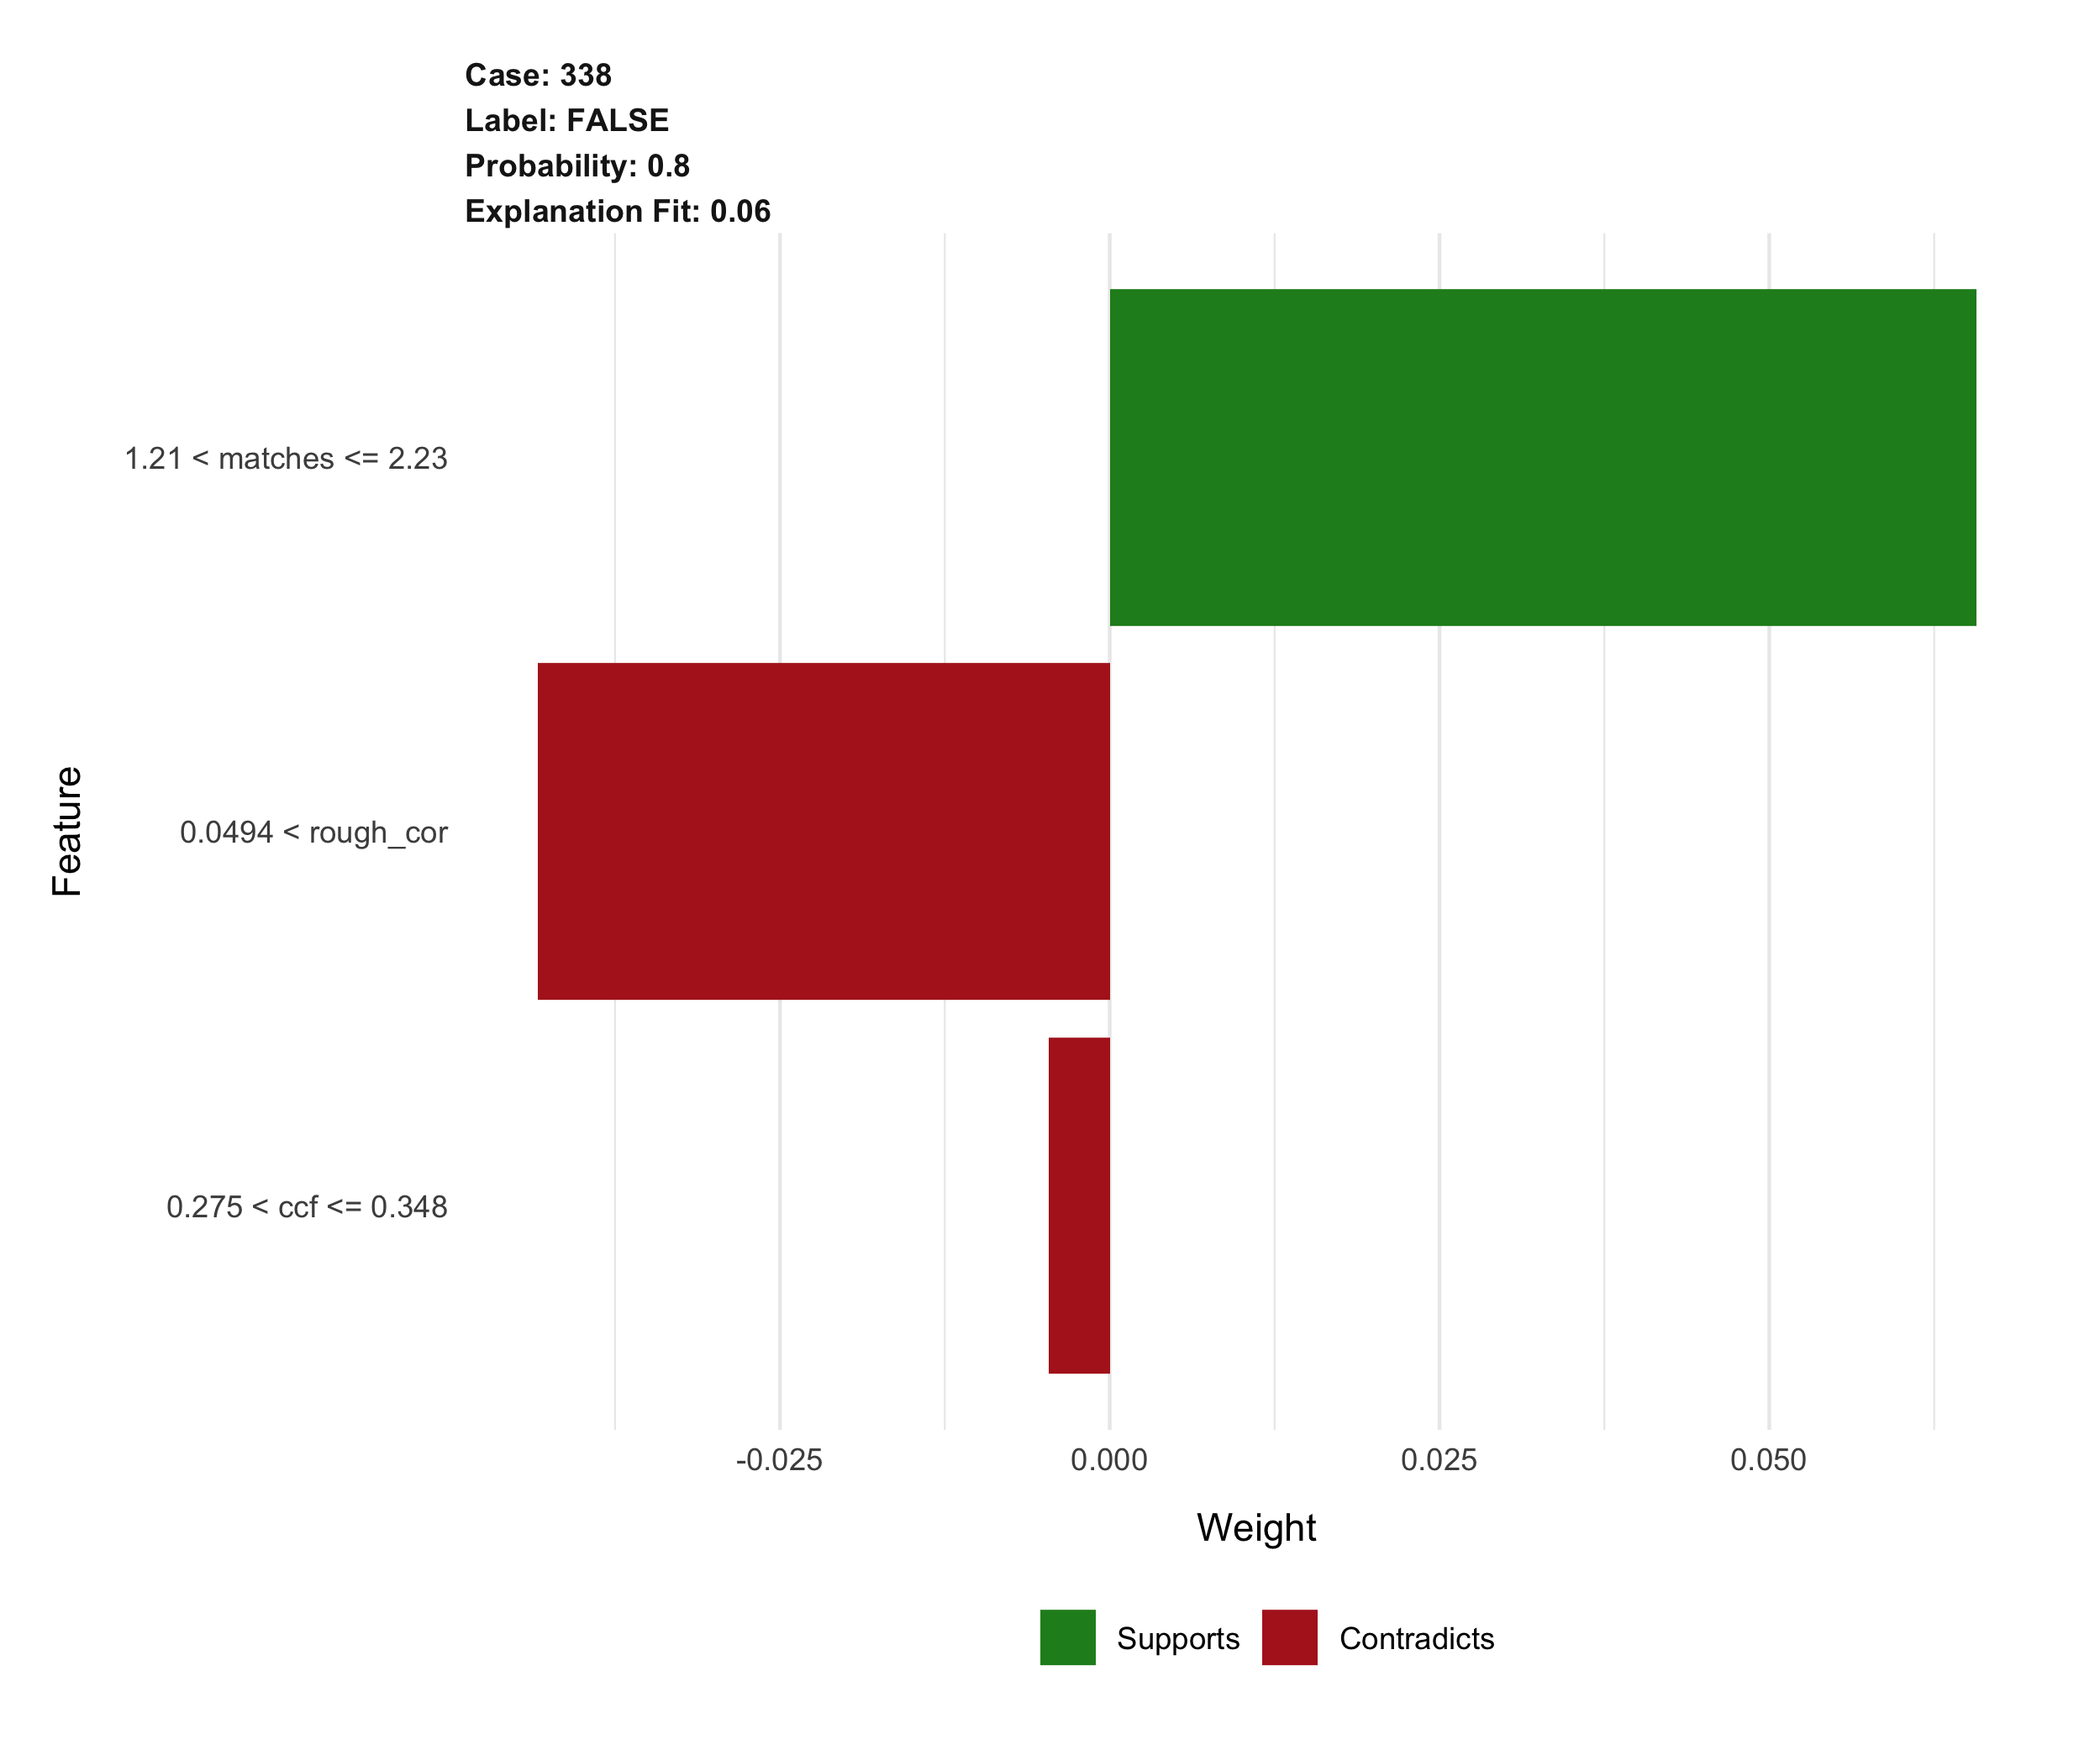 Case: 338
Label: FALSE
Probability: 0.8
Explanation Fit: 0.06
Feature
1.21 < matches <= 2.23
0.0494 < rough_cor
0.275 < ccf <= 0.348
-0.025 0.000 0.025 0.050
Weight
Supports Contradicts